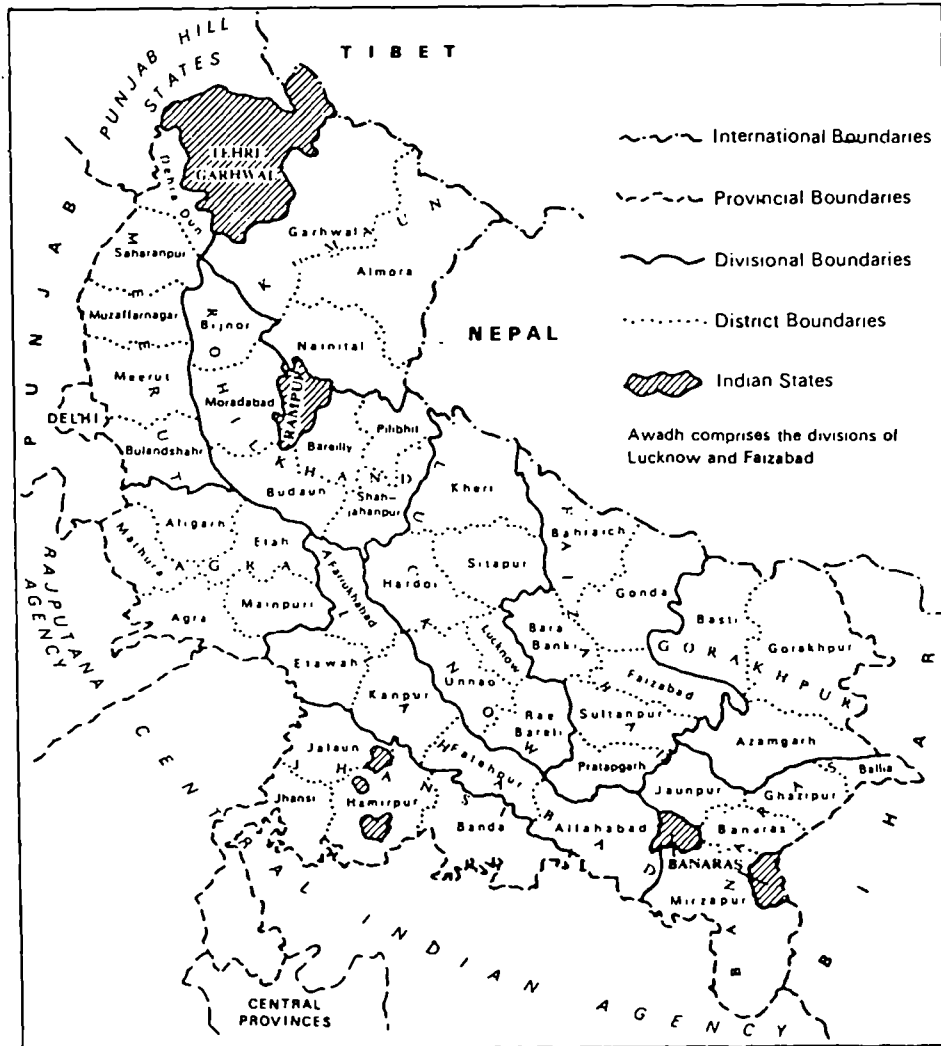 TIBET
PUNJAB HILL STATES
TEHRI GARHWAL
Dehra Dun
International Boundaries
Provincial Boundaries
Divisional Boundaries
District Boundaries
Indian States
Awadh comprises the divisions of
Lucknow and Faizabad
PUNJAB
MEERUT
Saharanpur
Muzaffarnagar
Meerut
DELHI
Bulandshahr
KUMAUN
Garhwal
Almora
Nainital
NEPAL
ROHILKHAND
Bijnor
Moradabad
RAMPUR
Bareilly
Pilibhit
Budaun
Shah-
jahanpur
RAJPUTANA
AGENCY
AGRA
Aligarh
Mathura
Etah
Agra
Mainpuri
LUCKNOW
Kheri
Sitapur
Hardoi
Lucknow
Unnao
Rae
Bareli
FAIZABAD
Bahraich
Gonda
Bara
Banki
Faizabad
Sultanpur
Pratapgarh
GORAKHPUR
Basti
Gorakhpur
Azamgarh
ALLAHABAD
Farrukhabad
Etawah
Kanpur
Fatehpur
Allahabad
JHANSI
Jalaun
Jhansi
Hamirpur
Banda
BANARAS
Jaunpur
Ghazipur
Ballia
Banaras
BANARAS
Mirzapur
BIHAR
CENTRAL INDIAN AGENCY
CENTRAL
PROVINCES